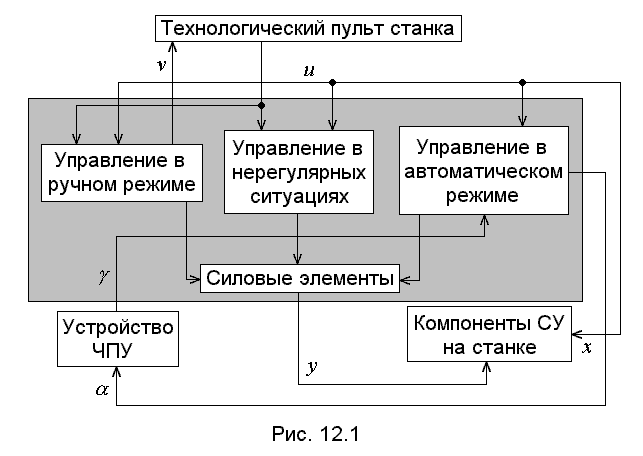 Технологический пульт станка
v
u
Управление в
ручном режиме
Управление в
нерегулярных
ситуациях
Управление в
автоматическом
режиме
Силовые элементы
γ
Устройство
ЧПУ
Компоненты СУ
на станке
x
y
α
Рис. 12.1